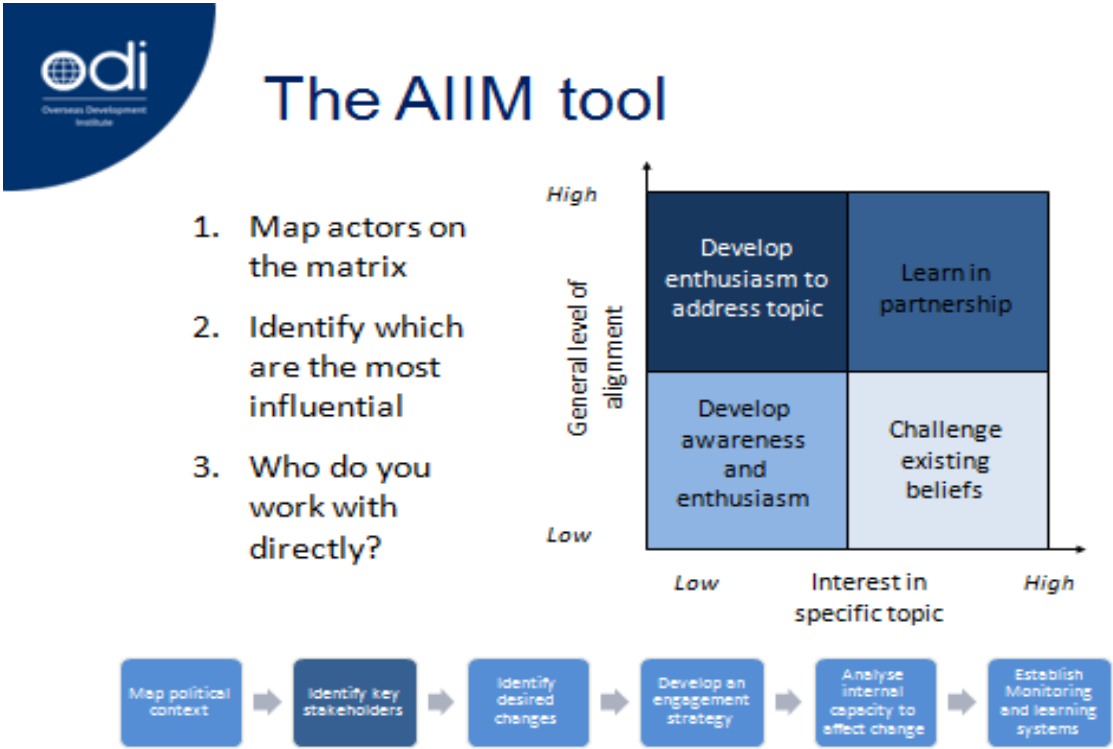 odi
Overseas Development
Institute
The AIIM tool
1. Map actors on
the matrix
2. Identify which
are the most
influential
3. Who do you
work with
directly?
High
General level of
alignment
Low
Develop
enthusiasm to
address topic
Learn in
partnership
Develop
awareness
and
enthusiasm
Challenge
existing
beliefs
Low
Interest in
specific topic
High
Map political
context
Identify key
stakeholders
Identify
desired
changes
Develop an
engagement
strategy
Analyse
internal
capacity to
affect change
Establish
Monitoring
and learning
systems